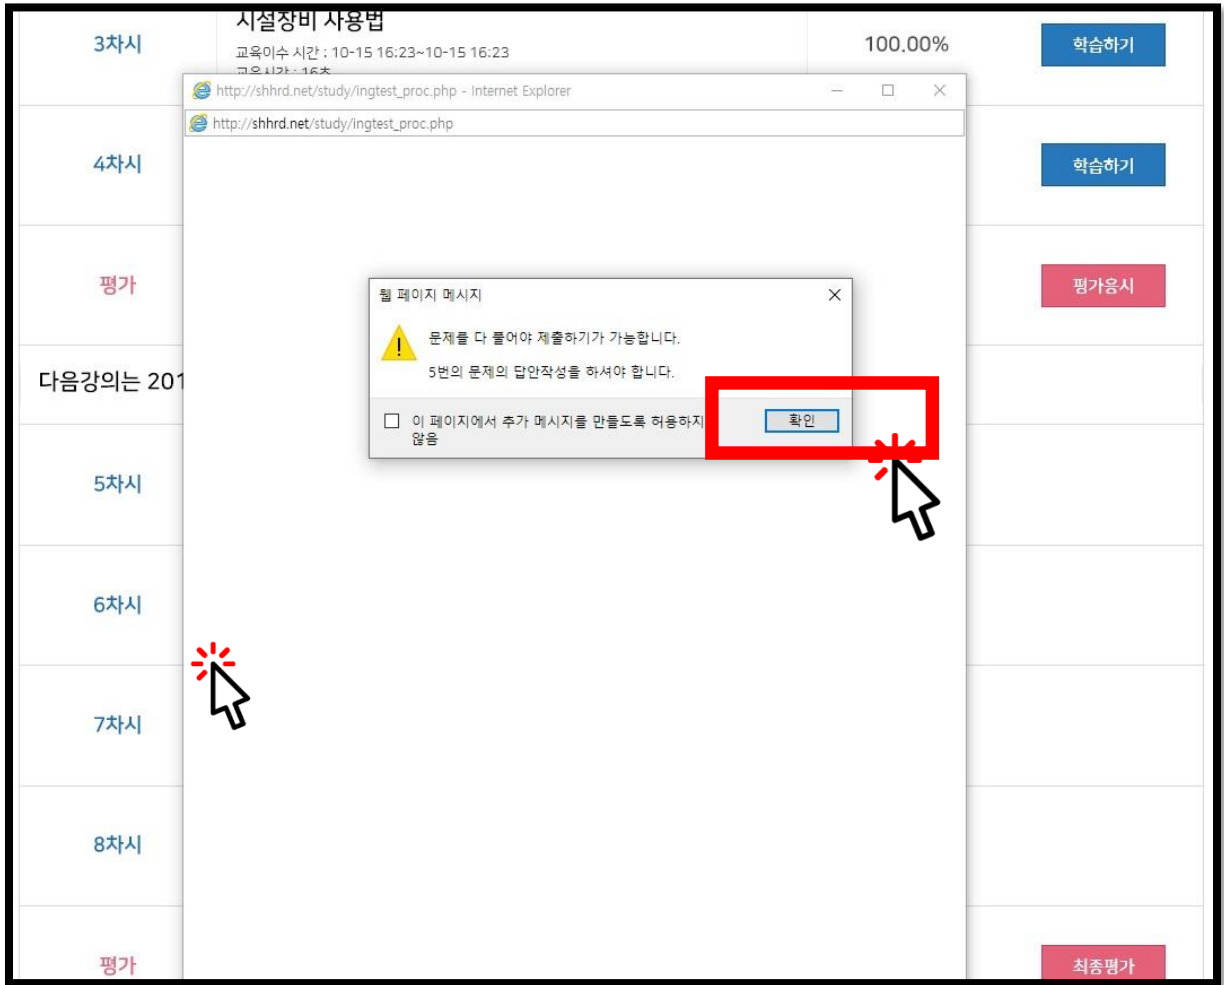 시설장비 사용법
3차시
교육이수 시간 : 10-15 16:23~10-15 16:23
100.00%
학습하기
교육시간 : 16초
http://shhrd.net/study/ingtest_proc.php - Internet Explorer
http://shhrd.net/study/ingtest_proc.php
4차시
학습하기
평가
평가응시
웹 페이지 메시지
문제를 다 풀어야 제출하기가 가능합니다.
5번의 문제의 답안작성을 하셔야 합니다.
다음강의는 201
이 페이지에서 추가 메시지를 만들도록 허용하지
않음
확인
5차시
6차시
7차시
8차시
평가
최종평가